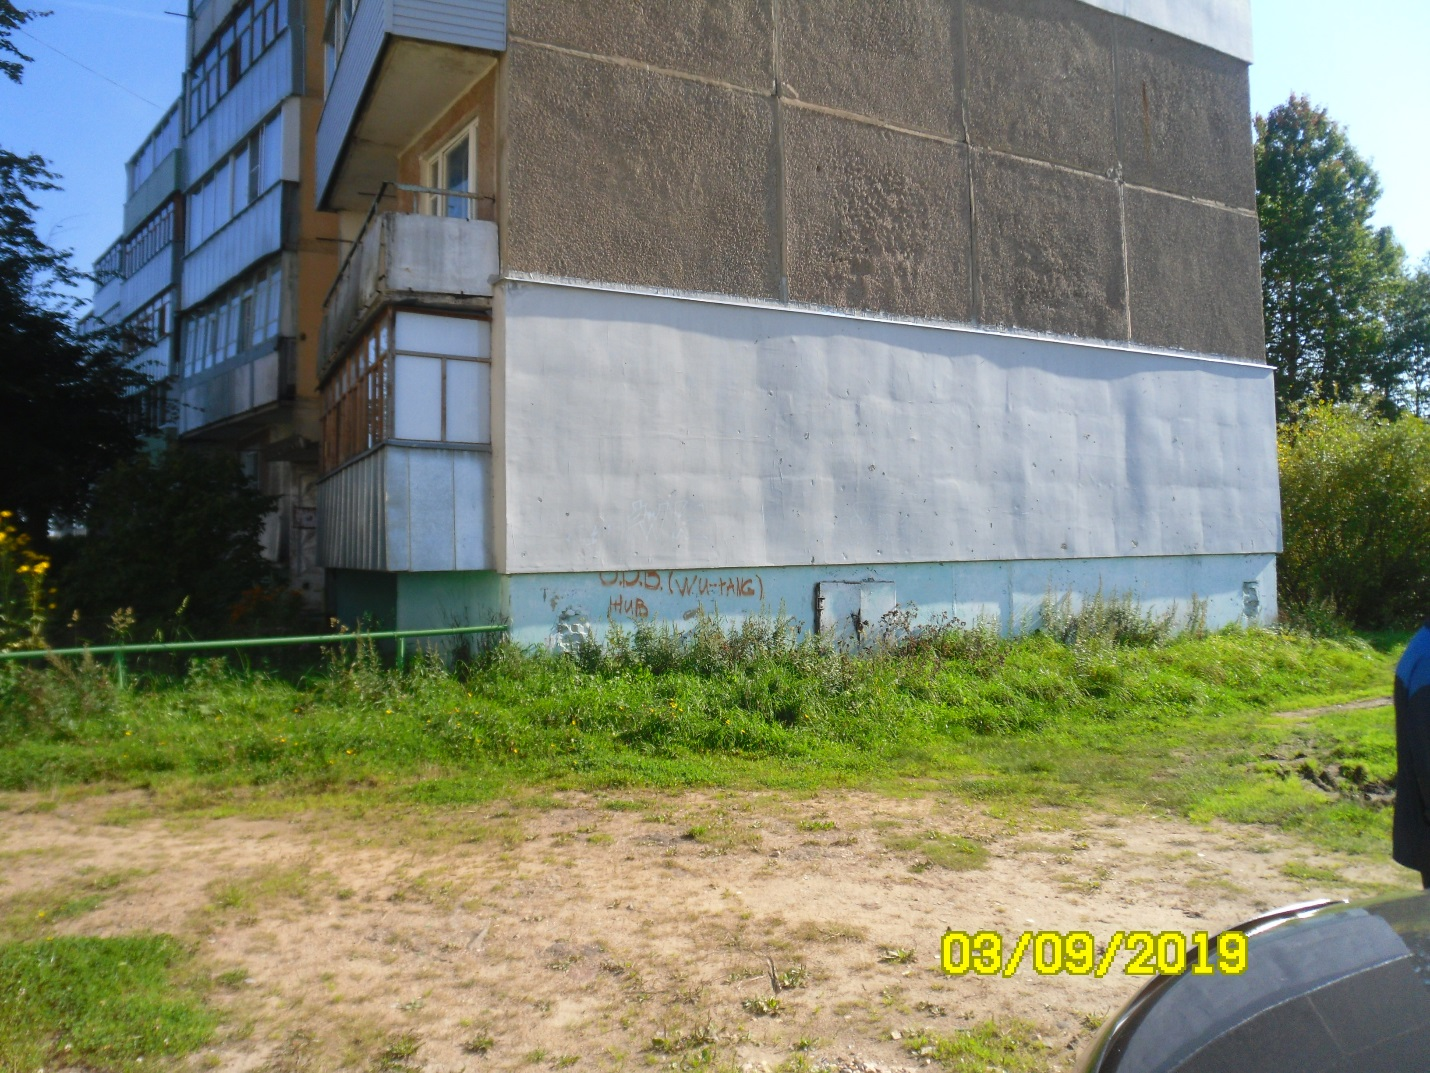 O.D.B. (WU-TANG)
HUB
03/09/2019